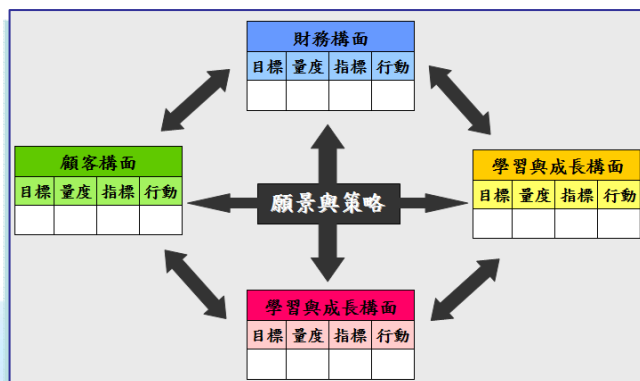 財務構面
目標 量度 指標 行動
顧客構面
目標 量度 指標 行動
願景與策略
學習與成長構面
目標 量度 指標 行動
學習與成長構面
目標 量度 指標 行動